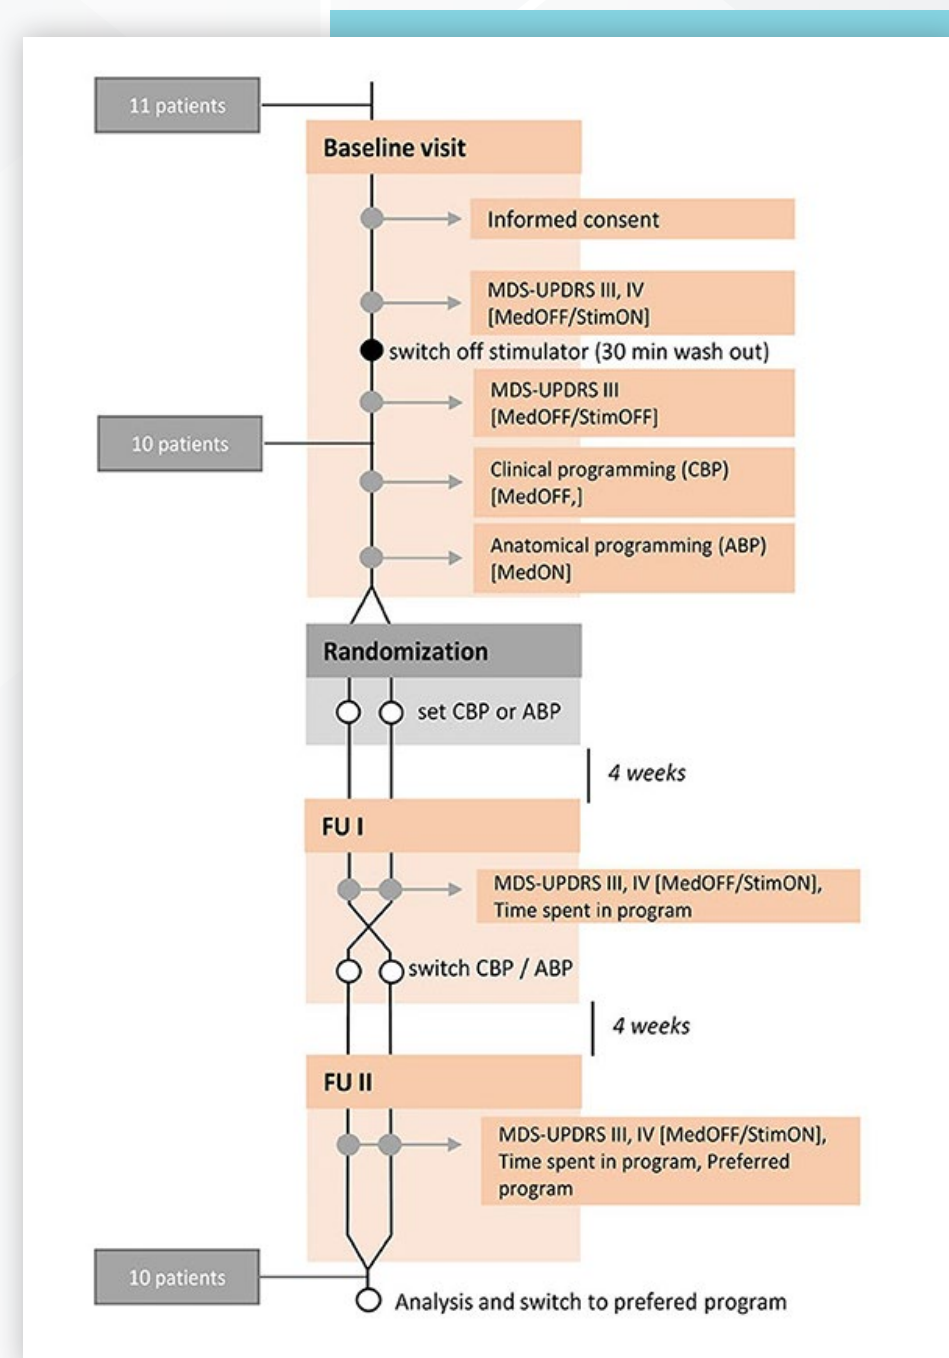 11 patients
Baseline visit
Informed consent
MDS-UPDRS III, IV
[MedOFF/StimON]
switch off stimulator (30 min wash out)
MDS-UPDRS III
[MedOFF/StimOFF]
10 patients
Clinical programming (CBP)
[MedOFF,]
Anatomical programming (ABP)
[MedON]
Randomization
set CBP or ABP
4 weeks
FU I
MDS-UPDRS III, IV [MedOFF/StimON],
Time spent in program
switch CBP / ABP
4 weeks
FU II
MDS-UPDRS III, IV [MedOFF/StimON],
Time spent in program, Preferred
program
10 patients
Analysis and switch to prefered program